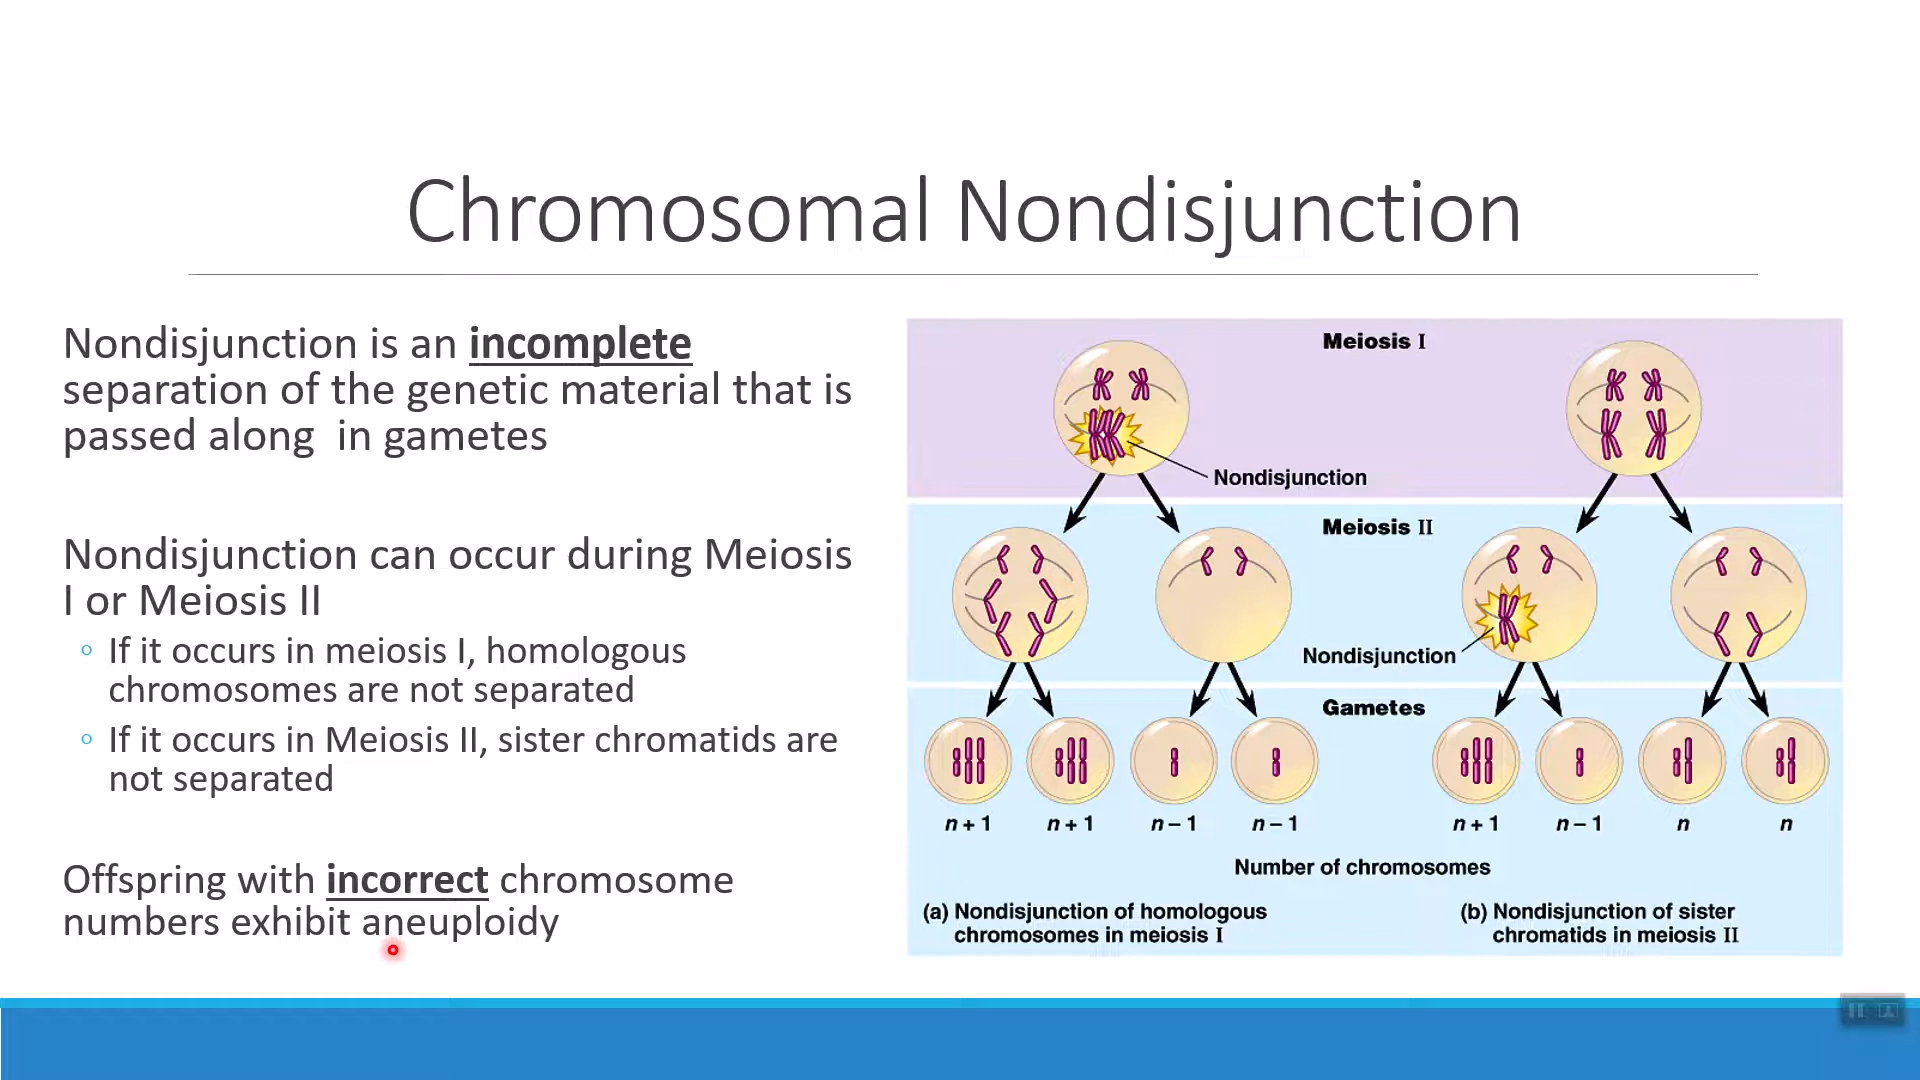 Chromosomal Nondisjunction
Nondisjunction is an incomplete
separation of the genetic material that is
passed along  in gametes
Nondisjunction can occur during Meiosis
I or Meiosis II
◦ If it occurs in meiosis I, homologous
chromosomes are not separated
◦ If it occurs in Meiosis II, sister chromatids are
not separated
Offspring with incorrect chromosome
numbers exhibit aneuploidy
Meiosis I
Nondisjunction
Meiosis II
Nondisjunction
Gametes
n + 1 n + 1 n – 1 n – 1 n + 1 n – 1 n n
Number of chromosomes
(a) Nondisjunction of homologous
chromosomes in meiosis I
(b) Nondisjunction of sister
chromatids in meiosis II